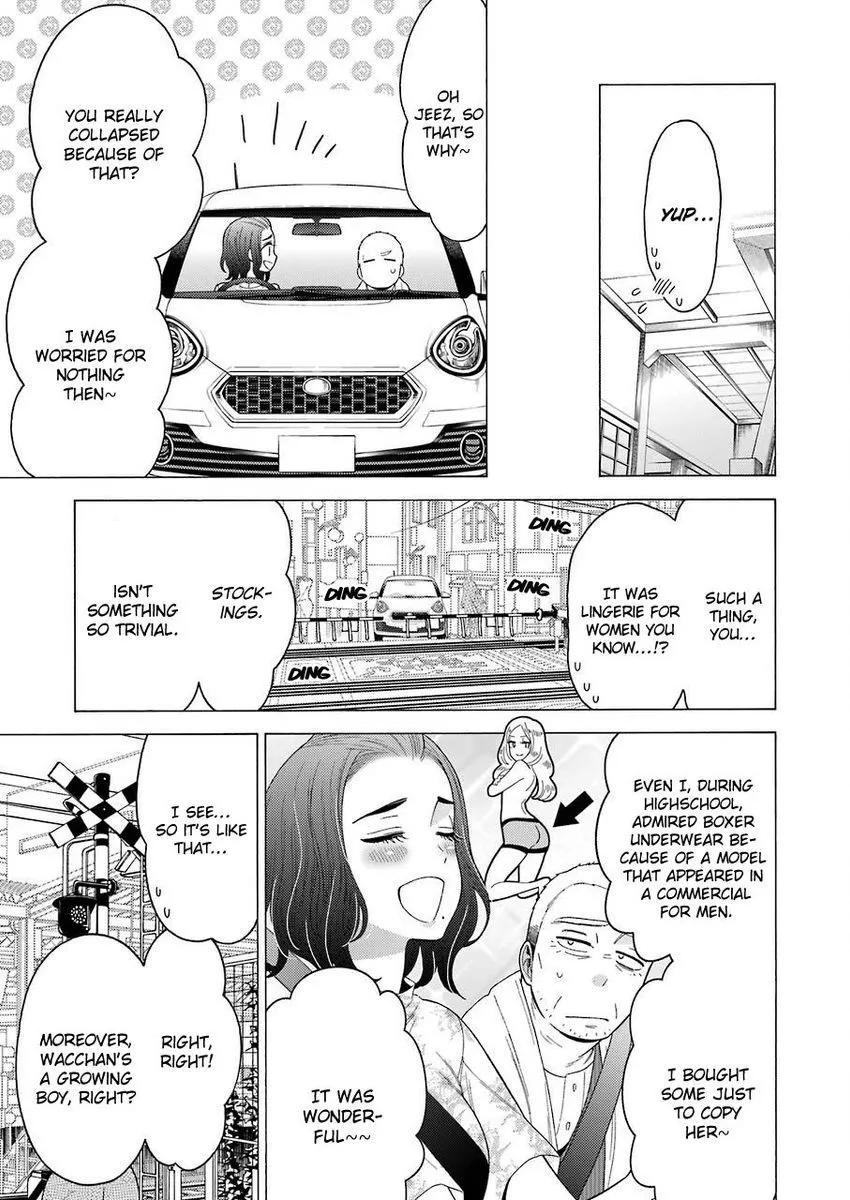 YUP...
OH
JEEZ, SO
THAT'S
WHY~
YOU REALLY
COLLAPSED
BECAUSE OF
THAT?
I WAS
WORRIED FOR
NOTHING
THEN~
SUCH A
THING,
YOU...
IT WAS
LINGERIE FOR
WOMEN YOU
KNOW...!?
DING
DING
DING
DING
STOCK-
INGS.
ISN'T
SOMETHING
SO TRIVIAL.
EVEN I, DURING
HIGHSCHOOL,
ADMIRED BOXER
UNDERWEAR BE-
CAUSE OF A MODEL
THAT APPEARED IN
A COMMERCIAL
FOR MEN.
I BOUGHT
SOME JUST
TO COPY
HER~
IT WAS
WONDER-
FUL~~
I SEE...
SO IT'S LIKE
THAT...
RIGHT,
RIGHT!
MOREOVER,
WACCHAN'S
A GROWING
BOY, RIGHT?